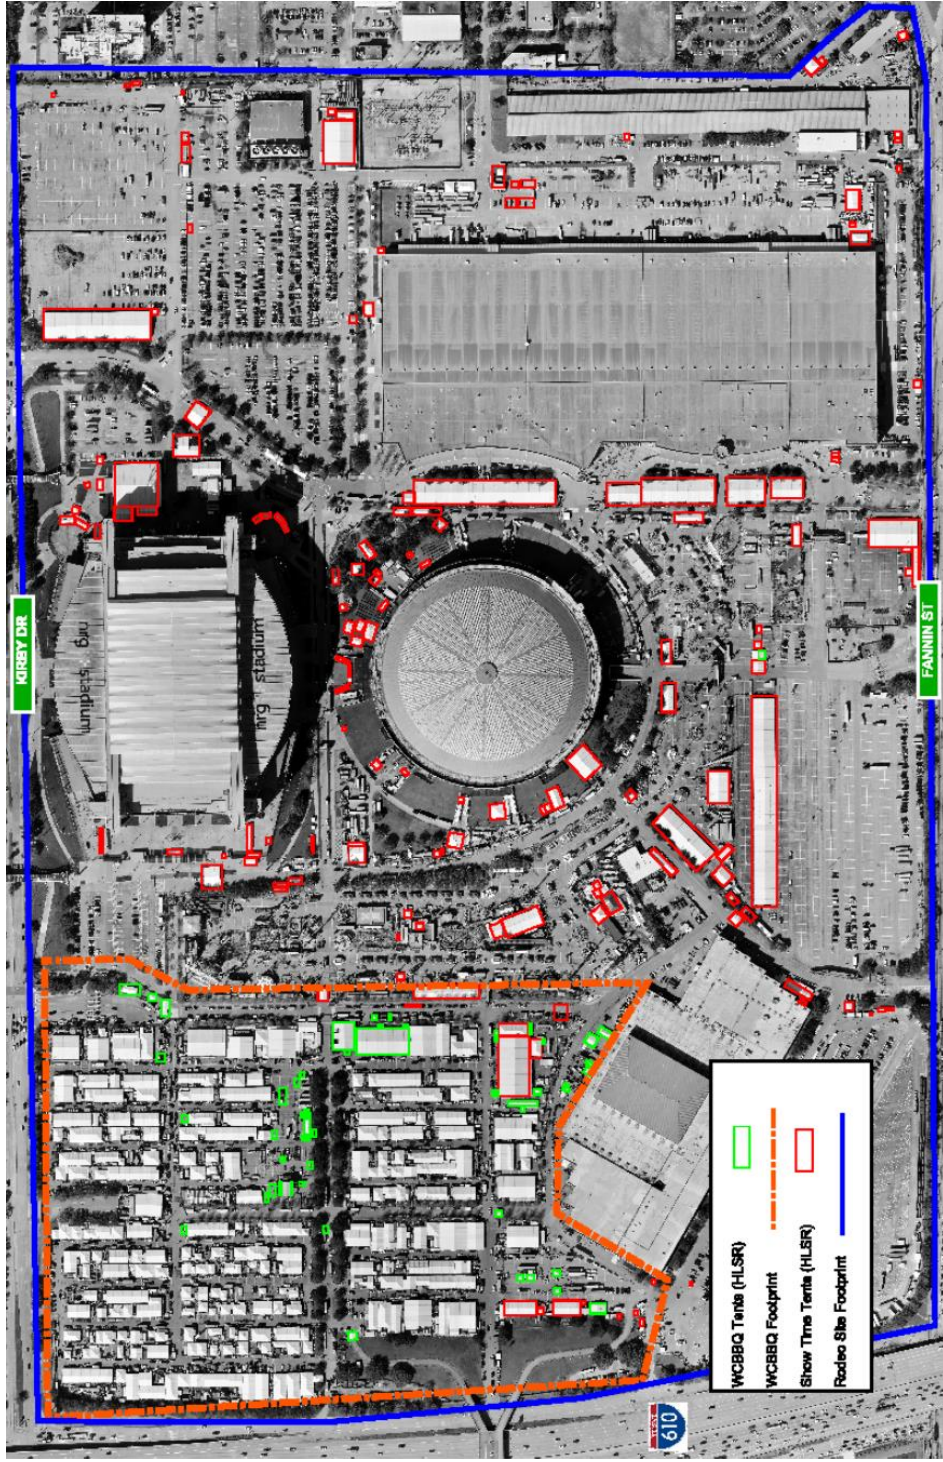 KIRBY DR
FANNIN ST
nrg stadium
nrg stadium
WCBBQ Tents (HLSR)
WCBBQ Footprint
Show Time Tents (HLSR)
Rodeo Site Footprint
610